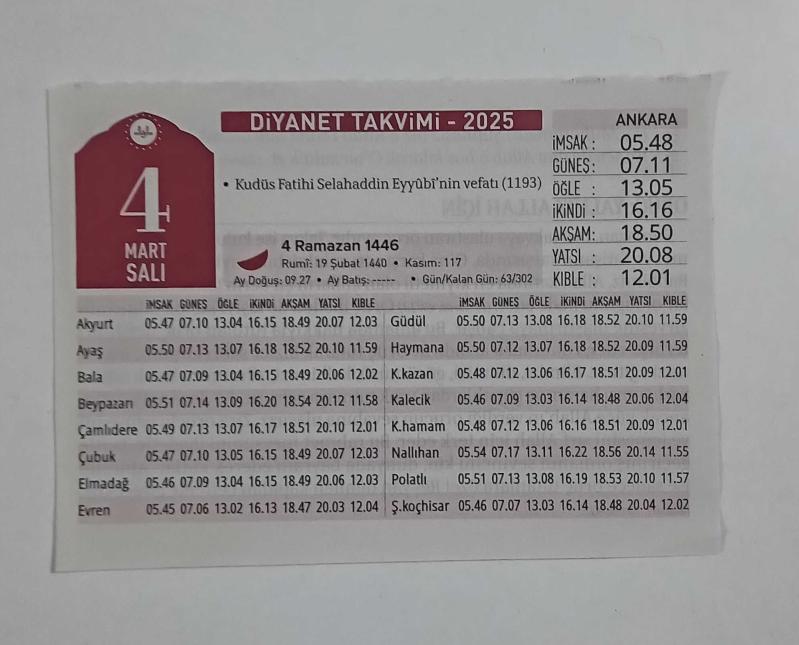 DİYANET TAKVİMİ - 2025
4
MART
SALI
• Kudüs Fatihi Selahaddin Eyyûbî'nin vefatı (1193)
4 Ramazan 1446
Rumî: 19 Şubat 1440 • Kasım: 117
Ay Doğuş: 09.27 • Ay Batış: ----- • Gün/Kalan Gün: 63/302
ANKARA
İMSAK : 05.48
GÜNEŞ: 07.11
ÖĞLE : 13.05
İKİNDİ : 16.16
AKŞAM: 18.50
YATSI : 20.08
KIBLE : 12.01
İMSAK GÜNEŞ ÖĞLE İKİNDİ AKŞAM YATSI KIBLE
Akyurt 05.47 07.10 13.04 16.15 18.49 20.07 12.03
Ayaş 05.50 07.13 13.07 16.18 18.52 20.10 11.59
Bala 05.47 07.09 13.04 16.15 18.49 20.06 12.02
Beypazarı 05.51 07.14 13.09 16.20 18.54 20.12 11.58
Çamlıdere 05.49 07.13 13.07 16.17 18.51 20.10 12.01
Çubuk 05.47 07.10 13.05 16.15 18.49 20.07 12.03
Elmadağ 05.46 07.09 13.04 16.15 18.49 20.06 12.03
Evren 05.45 07.06 13.02 16.13 18.47 20.03 12.04
İMSAK GÜNEŞ ÖĞLE İKİNDİ AKŞAM YATSI KIBLE
Güdül 05.50 07.13 13.08 16.18 18.52 20.10 11.59
Haymana 05.50 07.12 13.07 16.18 18.52 20.09 11.59
K.kazan 05.48 07.12 13.06 16.17 18.51 20.09 12.01
Kalecik 05.46 07.09 13.03 16.14 18.48 20.06 12.04
K.hamam 05.48 07.12 13.06 16.16 18.51 20.09 12.01
Nallıhan 05.54 07.17 13.11 16.22 18.56 20.14 11.55
Polatlı 05.51 07.13 13.08 16.19 18.53 20.10 11.57
Ş.koçhisar 05.46 07.07 13.03 16.14 18.48 20.04 12.02